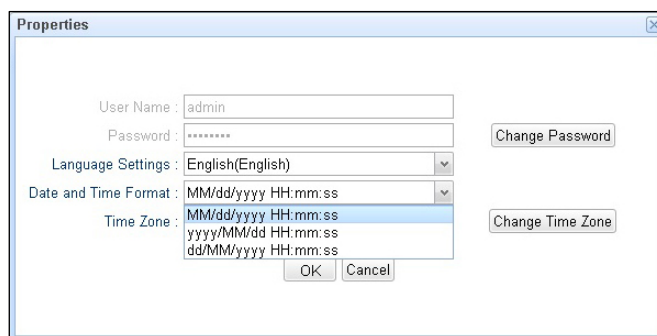 Properties
User Name : admin
Password : ••••••••
Change Password
Language Settings : English(English)
Date and Time Format : MM/dd/yyyy HH:mm:ss
Time Zone :
MM/dd/yyyy HH:mm:ss
yyyy/MM/dd HH:mm:ss
dd/MM/yyyy HH:mm:ss
Change Time Zone
OK
Cancel